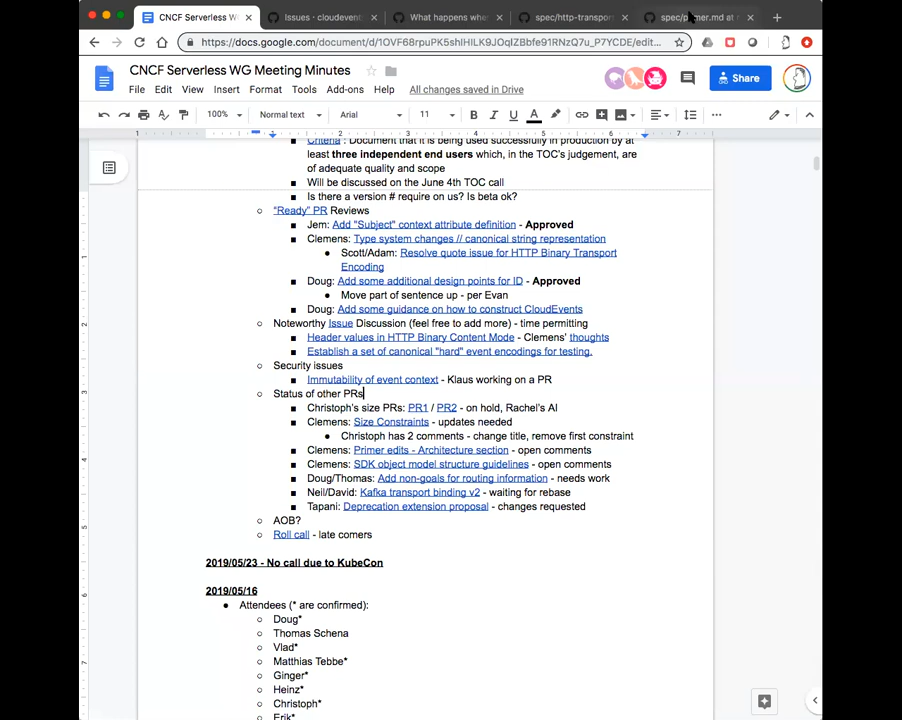 CNCF Serverless WG Meeting
Issues · cloudevent
What happens whe
spec/http-transport
spec/primer.md at
https://docs.google.com/document/d/1OVF68rpuPK5shIHILK9JOqIZBbfe91RNzQ7u_P7YCDE/edit...
CNCF Serverless WG Meeting Minutes
File Edit View Insert Format Tools Add-ons Help All changes saved in Drive
Share
100% Normal text Arial 11 B I U A
1 1 2 3 4 5 6 7
Criteria : Document that it is being used successfully in production by at
least three independent end users which, in the TOC's judgement, are
of adequate quality and scope
■ Will be discussed on the June 4th TOC call
■ Is there a version # require on us? Is beta ok?
○ "Ready" PR Reviews
■ Jem: Add "Subject" context attribute definition - Approved
■ Clemens: Type system changes // canonical string representation
● Scott/Adam: Resolve quote issue for HTTP Binary Transport
Encoding
■ Doug: Add some additional design points for ID - Approved
● Move part of sentence up - per Evan
■ Doug: Add some guidance on how to construct CloudEvents
○ Noteworthy Issue Discussion (feel free to add more) - time permitting
■ Header values in HTTP Binary Content Mode - Clemens' thoughts
■ Establish a set of canonical "hard" event encodings for testing.
○ Security issues
■ Immutability of event context - Klaus working on a PR
○ Status of other PRs
■ Christoph's size PRs: PR1 / PR2 - on hold, Rachel's AI
■ Clemens: Size Constraints - updates needed
● Christoph has 2 comments - change title, remove first constraint
■ Clemens: Primer edits - Architecture section - open comments
■ Clemens: SDK object model structure guidelines - open comments
■ Doug/Thomas: Add non-goals for routing information - needs work
■ Neil/David: Kafka transport binding v2 - waiting for rebase
■ Tapani: Deprecation extension proposal - changes requested
○ AOB?
○ Roll call - late comers
2019/05/23 - No call due to KubeCon
2019/05/16
● Attendees (* are confirmed):
○ Doug*
○ Thomas Schena
○ Vlad*
○ Matthias Tebbe*
○ Ginger*
○ Heinz*
○ Christoph*
○ Erik*